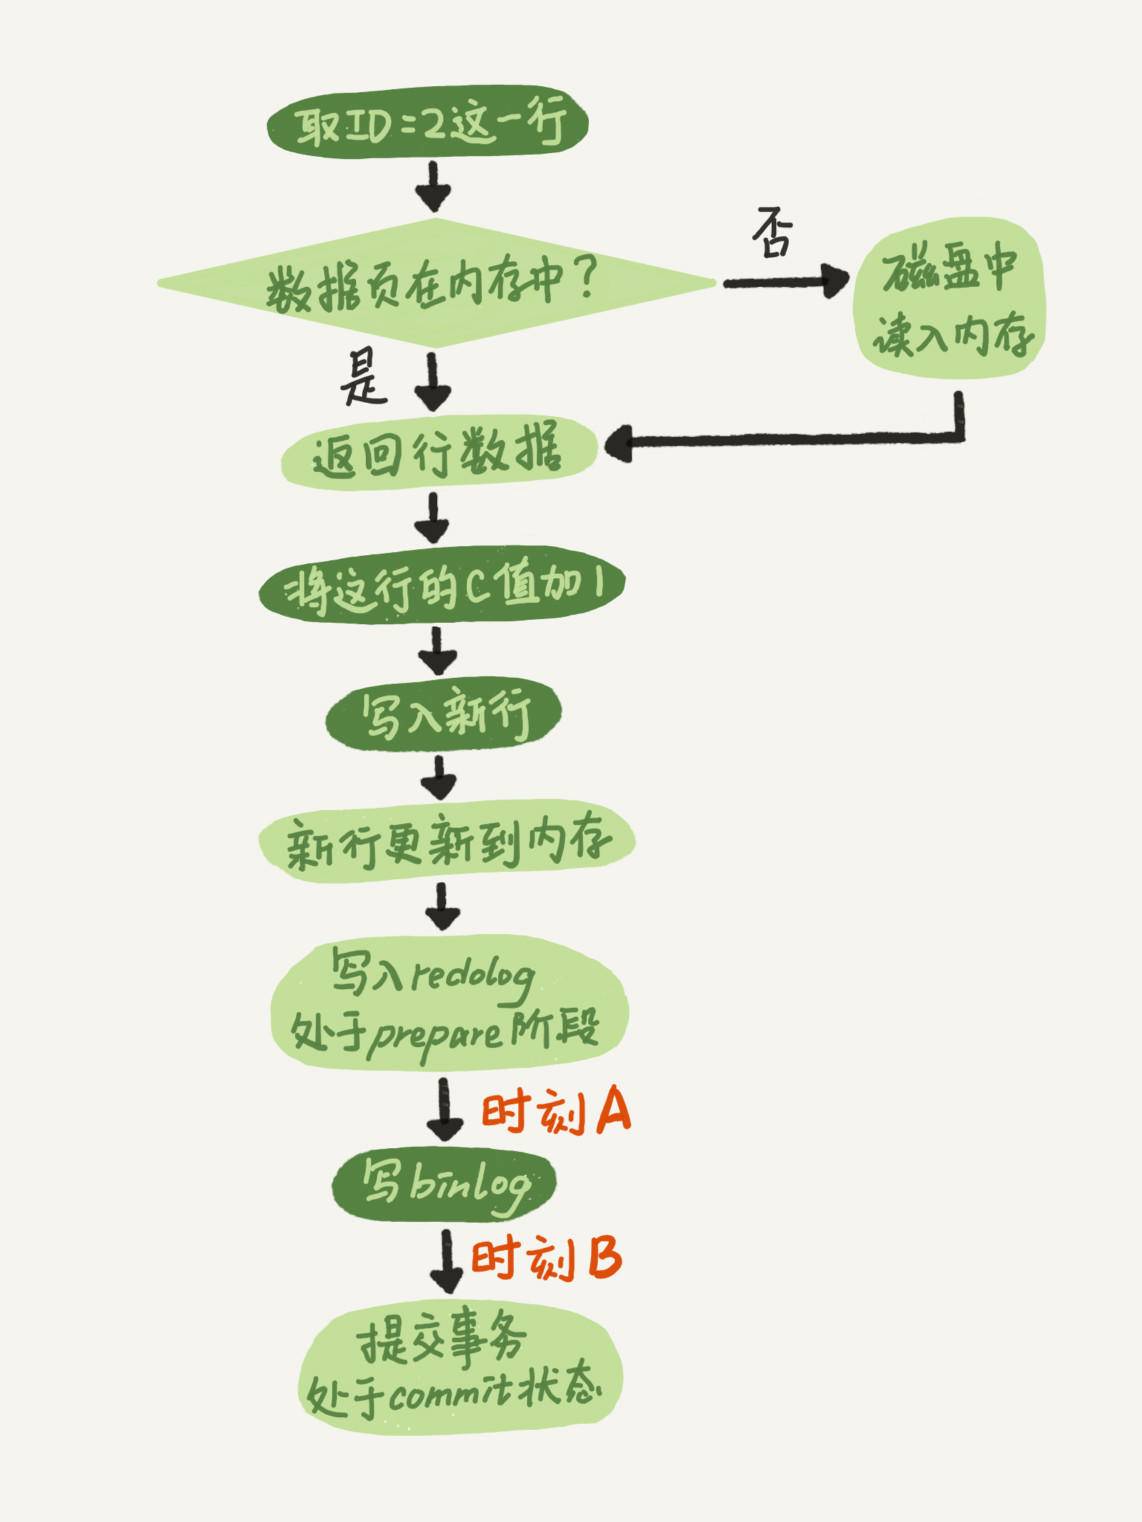 取ID=2这一行
数据页在内存中？
否
磁盘中
读入内存
是
返回行数据
将这行的C值加1
写入新行
新行更新到内存
写入redolog
处于prepare阶段
时刻A
写binlog
时刻B
提交事务
处于commit状态